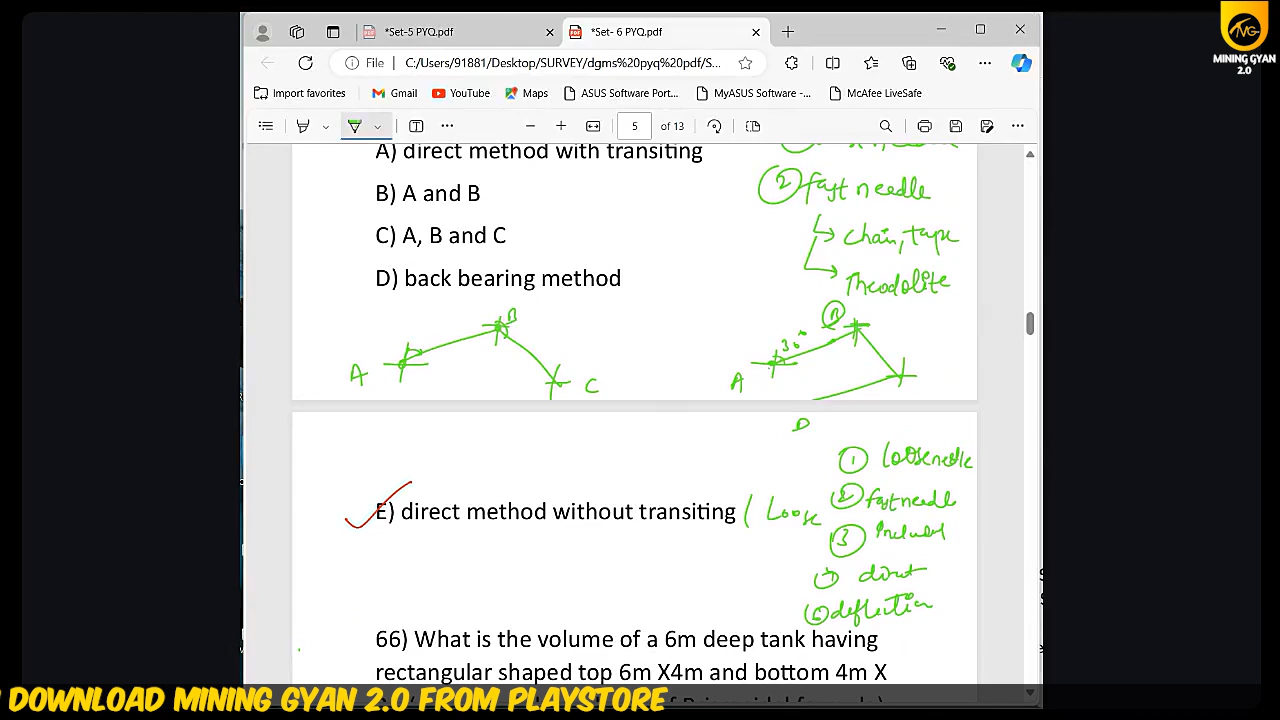 *Set-5 PYQ.pdf
*Set- 6 PYQ.pdf
MINING GYAN
2.0
File
C:/Users/91881/Desktop/SURVEY/dgms%20pyq%20pdf/S...
Import favorites
Gmail
YouTube
Maps
ASUS Software Port...
MyASUS Software -...
McAfee LiveSafe
5 of 13
A) direct method with transiting
B) A and B
C) A, B and C
D) back bearing method
② fast needle
chain, tape
Theodolite
A
B
C
A
30°
B
D
① Loose needle
② fast needle
③ Included
④ direct
⑤ deflection
E) direct method without transiting ( Loose
66) What is the volume of a 6m deep tank having
rectangular shaped top 6m X4m and bottom 4m X
DOWNLOAD MINING GYAN 2.0 FROM PLAYSTORE